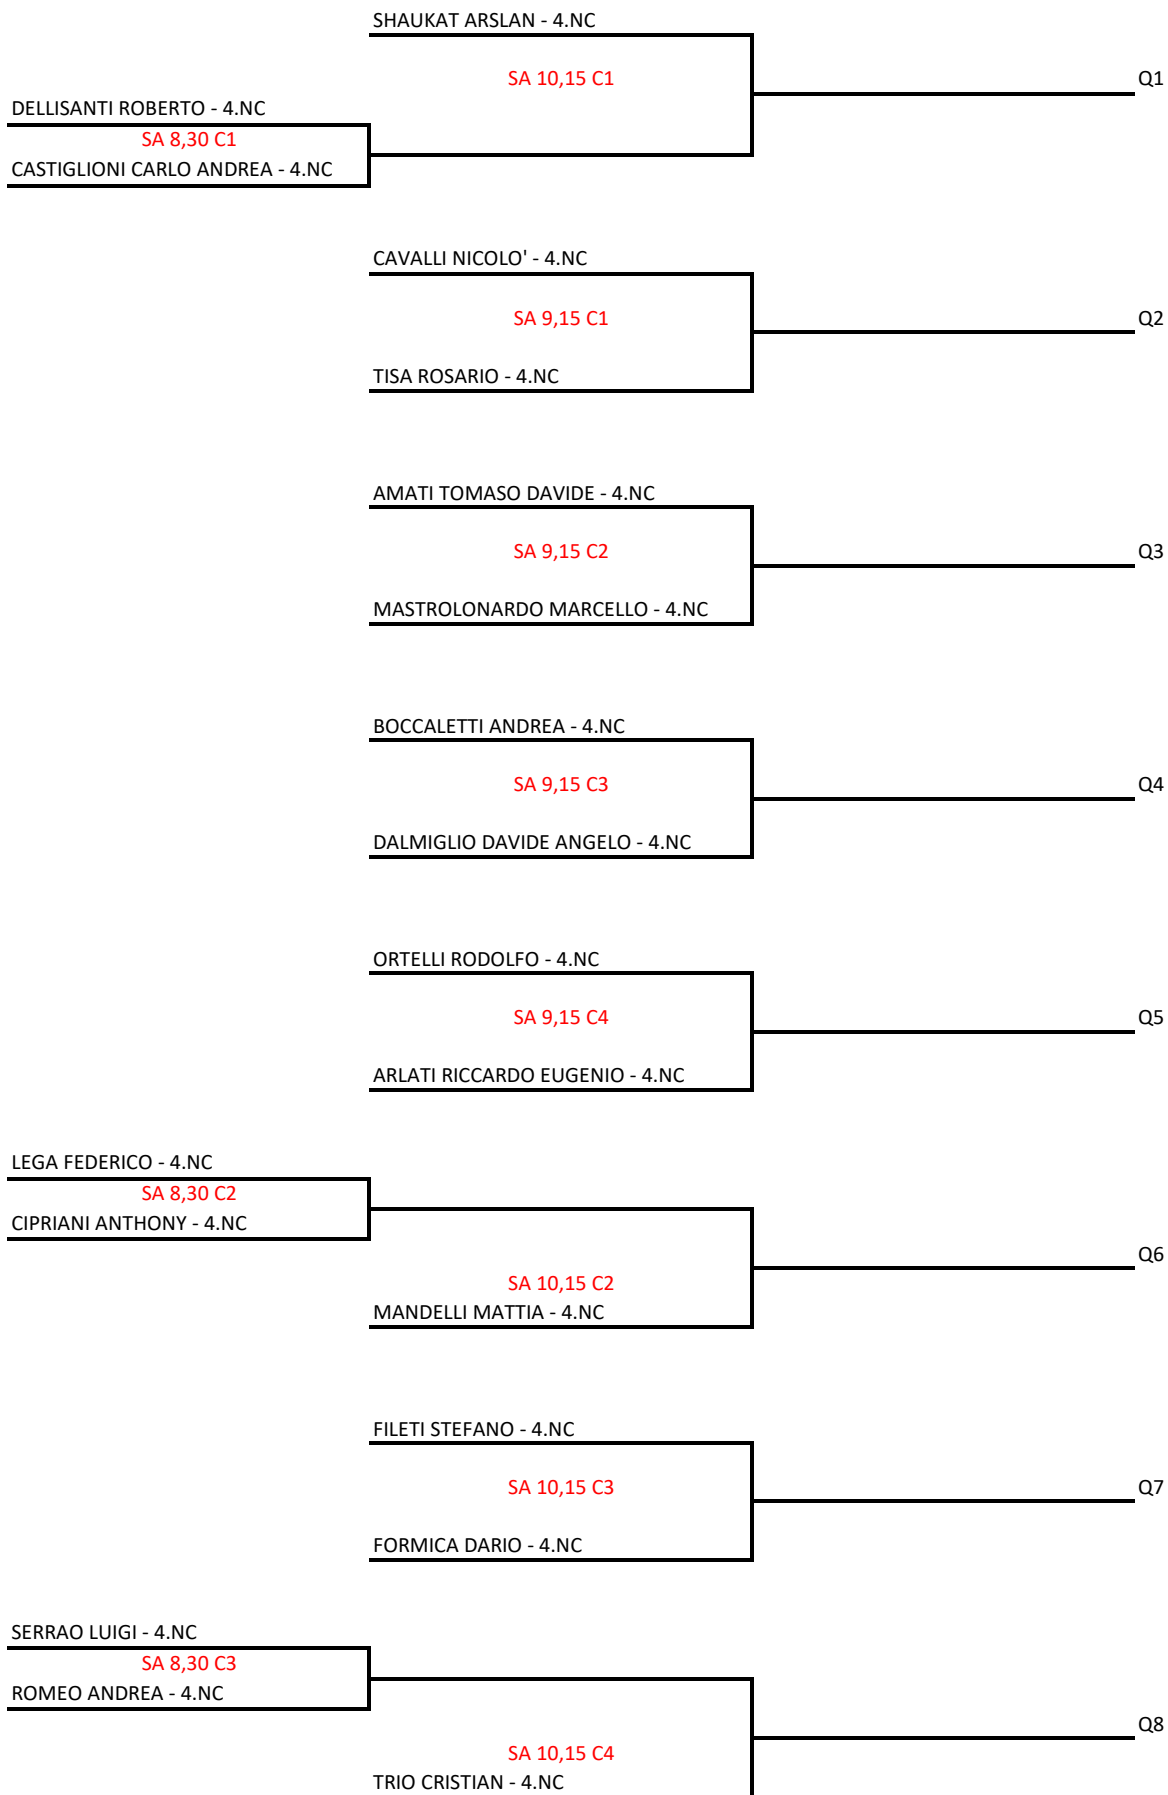 SHAUKAT ARSLAN - 4.NC
SA 10,15 C1
Q1
DELLISANTI ROBERTO - 4.NC
SA 8,30 C1
CASTIGLIONI CARLO ANDREA - 4.NC
CAVALLI NICOLO' - 4.NC
SA 9,15 C1
Q2
TISA ROSARIO - 4.NC
AMATI TOMASO DAVIDE - 4.NC
SA 9,15 C2
Q3
MASTROLONARDO MARCELLO - 4.NC
BOCCALETTI ANDREA - 4.NC
SA 9,15 C3
Q4
DALMIGLIO DAVIDE ANGELO - 4.NC
ORTELLI RODOLFO - 4.NC
SA 9,15 C4
Q5
ARLATI RICCARDO EUGENIO - 4.NC
LEGA FEDERICO - 4.NC
SA 8,30 C2
CIPRIANI ANTHONY - 4.NC
Q6
SA 10,15 C2
MANDELLI MATTIA - 4.NC
FILETI STEFANO - 4.NC
SA 10,15 C3
Q7
FORMICA DARIO - 4.NC
SERRAO LUIGI - 4.NC
SA 8,30 C3
ROMEO ANDREA - 4.NC
Q8
SA 10,15 C4
TRIO CRISTIAN - 4.NC